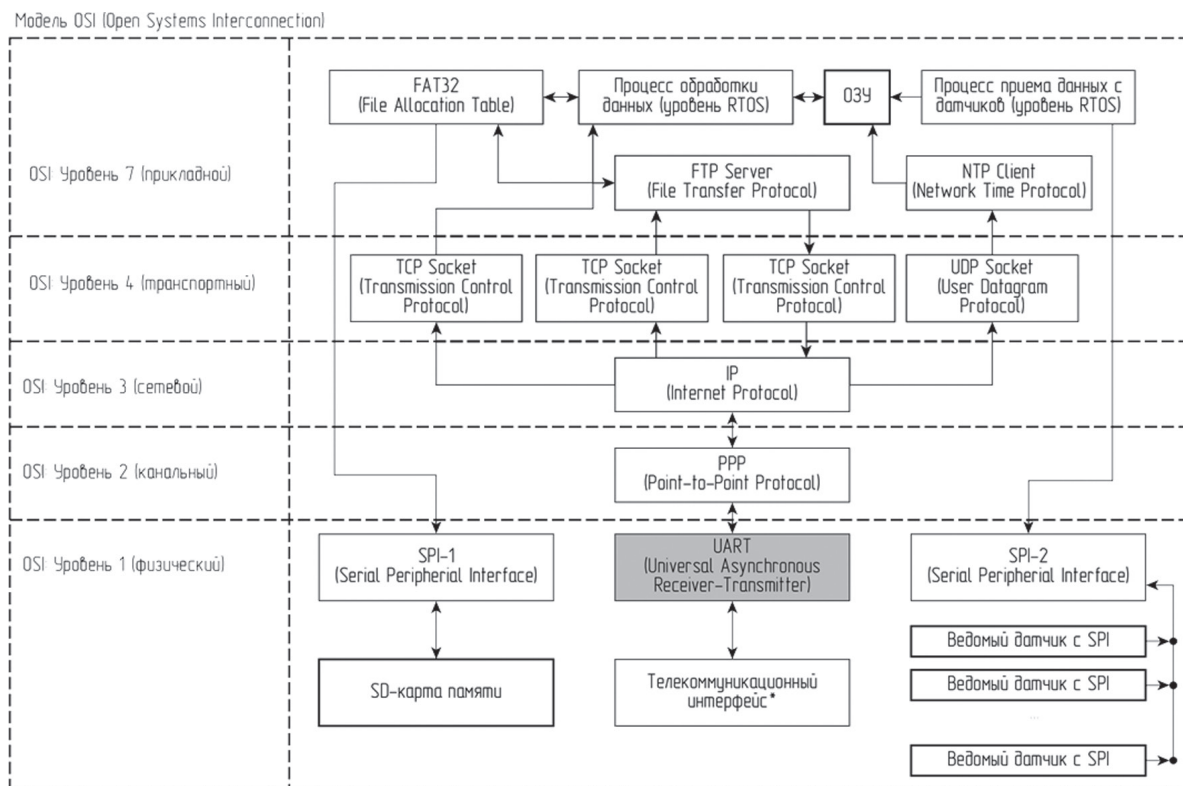 Модель OSI (Open Systems Interconnection)
FAT32
(File Allocation Table)
Процесс обработки
данных (уровень RTOS)
ОЗУ
Процесс приема данных с
датчиков (уровень RTOS)
OSI: Уровень 7 (прикладной)
FTP Server
(File Transfer Protocol)
NTP Client
(Network Time Protocol)
OSI: Уровень 4 (транспортный)
TCP Socket
(Transmission Control
Protocol)
TCP Socket
(Transmission Control
Protocol)
TCP Socket
(Transmission Control
Protocol)
UDP Socket
(User Datagram
Protocol)
OSI: Уровень 3 (сетевой)
IP
(Internet Protocol)
OSI: Уровень 2 (канальный)
PPP
(Point-to-Point Protocol)
OSI: Уровень 1 (физический)
SPI-1
(Serial Peripherial Interface)
UART
(Universal Asynchronous
Receiver-Transmitter)
SPI-2
(Serial Peripherial Interface)
SD-карта памяти
Телекоммуникационный
интерфейс*
Ведомый датчик с SPI
Ведомый датчик с SPI
...
Ведомый датчик с SPI